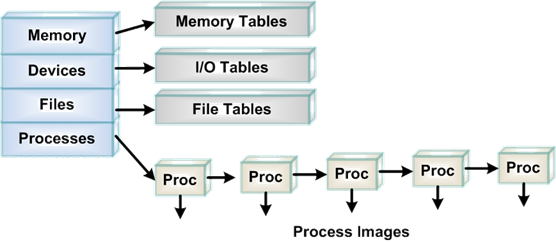 Memory
Memory Tables
Devices
I/O Tables
Files
File Tables
Processes
Proc
Proc
Proc
Proc
Proc
Process Images